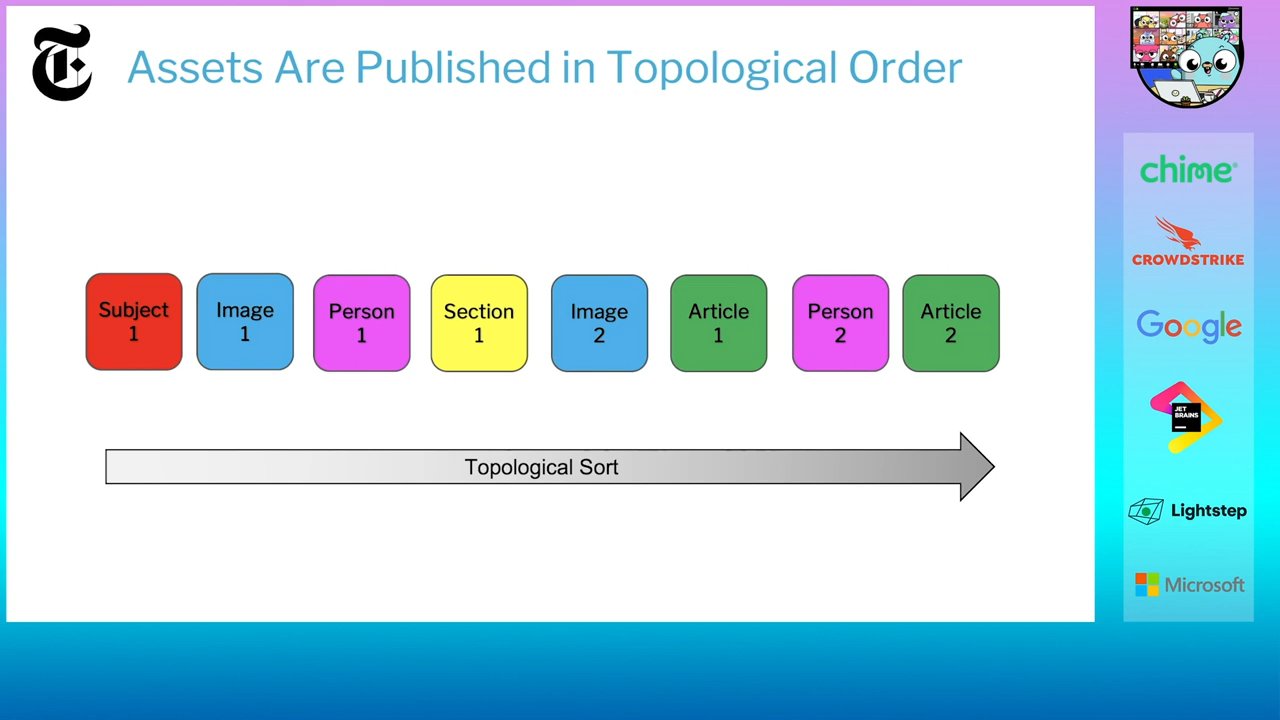 Assets Are Published in Topological Order
Subject
1
Image
1
Person
1
Section
1
Image
2
Article
1
Person
2
Article
2
Topological Sort
chime®
CROWDSTRIKE
Google
JET
BRAINS
Lightstep
Microsoft